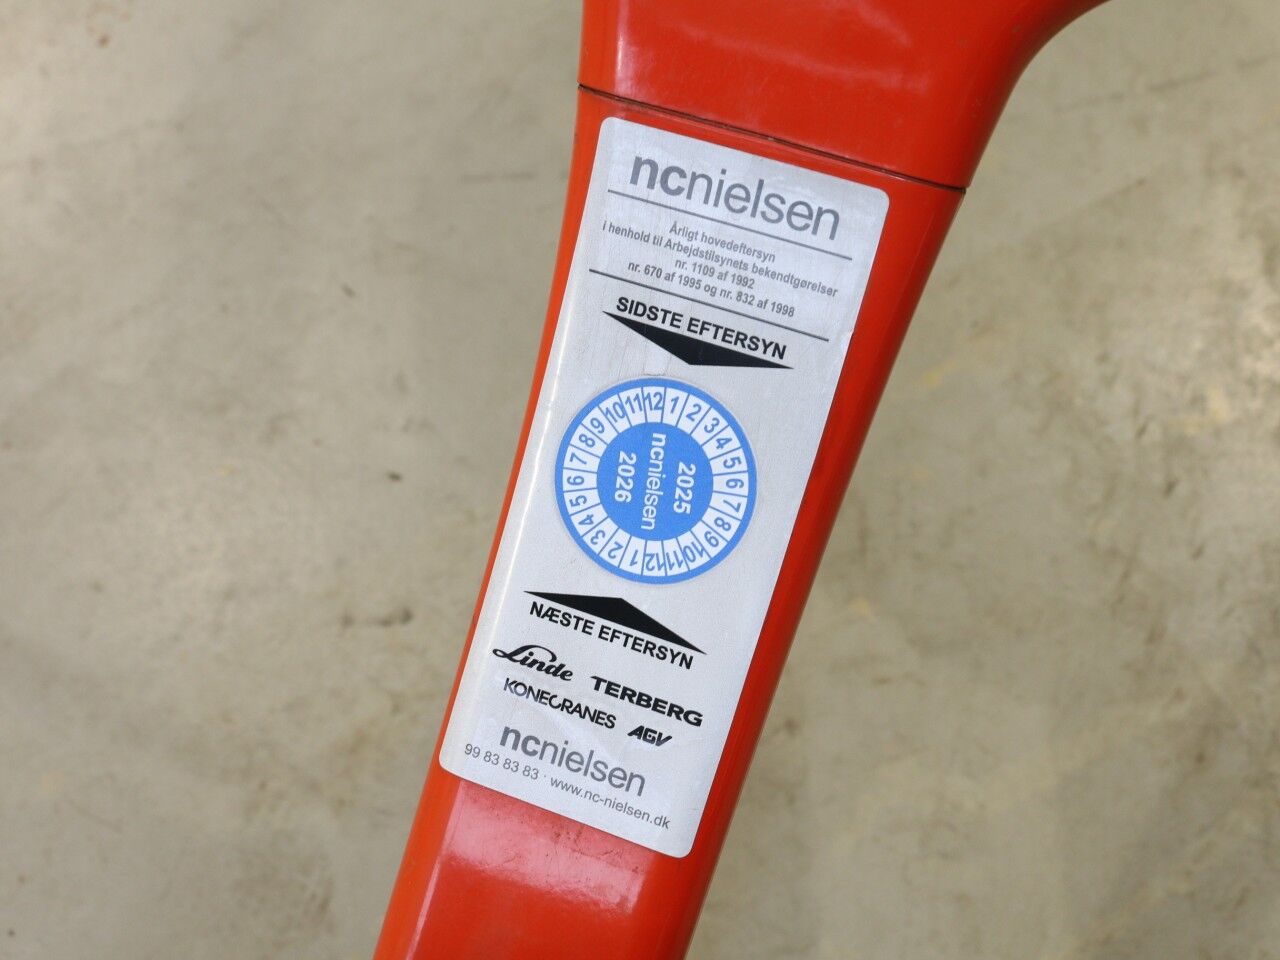 ncnielsen
Årligt hovedeftersyn
i henhold til Arbejdstilsynets bekendtgørelser
nr. 1109 af 1992
nr. 670 af 1995 og nr. 832 af 1998
SIDSTE EFTERSYN
1 2 3 4 5 6 7 8 9 10 11 12
1 2 3 4 5 6 7 8 9 10 11 12
2025
ncnielsen
2026
NÆSTE EFTERSYN
Linde TERBERG
KONECRANES AGV
ncnielsen
99 83 83 83 · www.nc-nielsen.dk